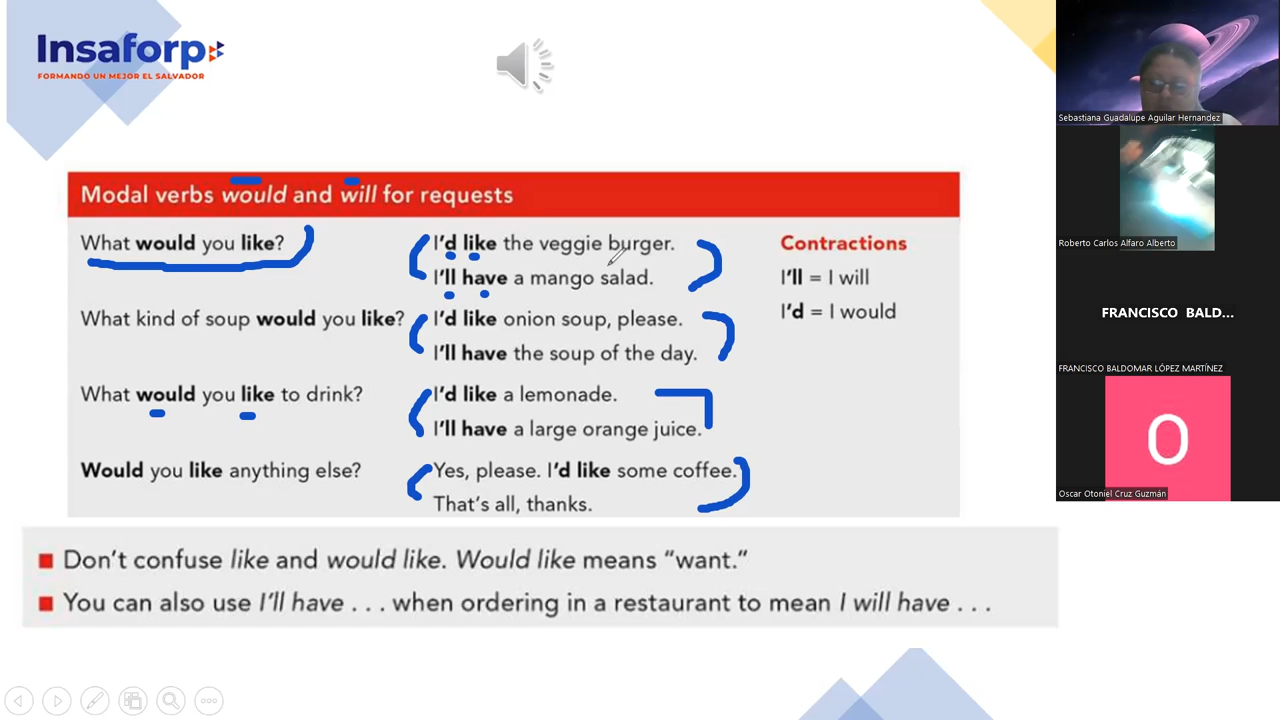 Insaforp
FORMANDO UN MEJOR EL SALVADOR
Modal verbs would and will for requests
What would you like?
I'd like the veggie burger.
I'll have a mango salad.
What kind of soup would you like?
I'd like onion soup, please.
I'll have the soup of the day.
What would you like to drink?
I'd like a lemonade.
I'll have a large orange juice.
Would you like anything else?
Yes, please. I'd like some coffee.
That's all, thanks.
Contractions
I'll = I will
I'd = I would
■ Don't confuse like and would like. Would like means “want.”
■ You can also use I'll have . . . when ordering in a restaurant to mean I will have . . .
Sebastiana Guadalupe Aguilar Hernandez
Roberto Carlos Alfaro Alberto
FRANCISCO BALD...
FRANCISCO BALDOMAR LÓPEZ MARTÍNEZ
O
Oscar Otoniel Cruz Guzmán